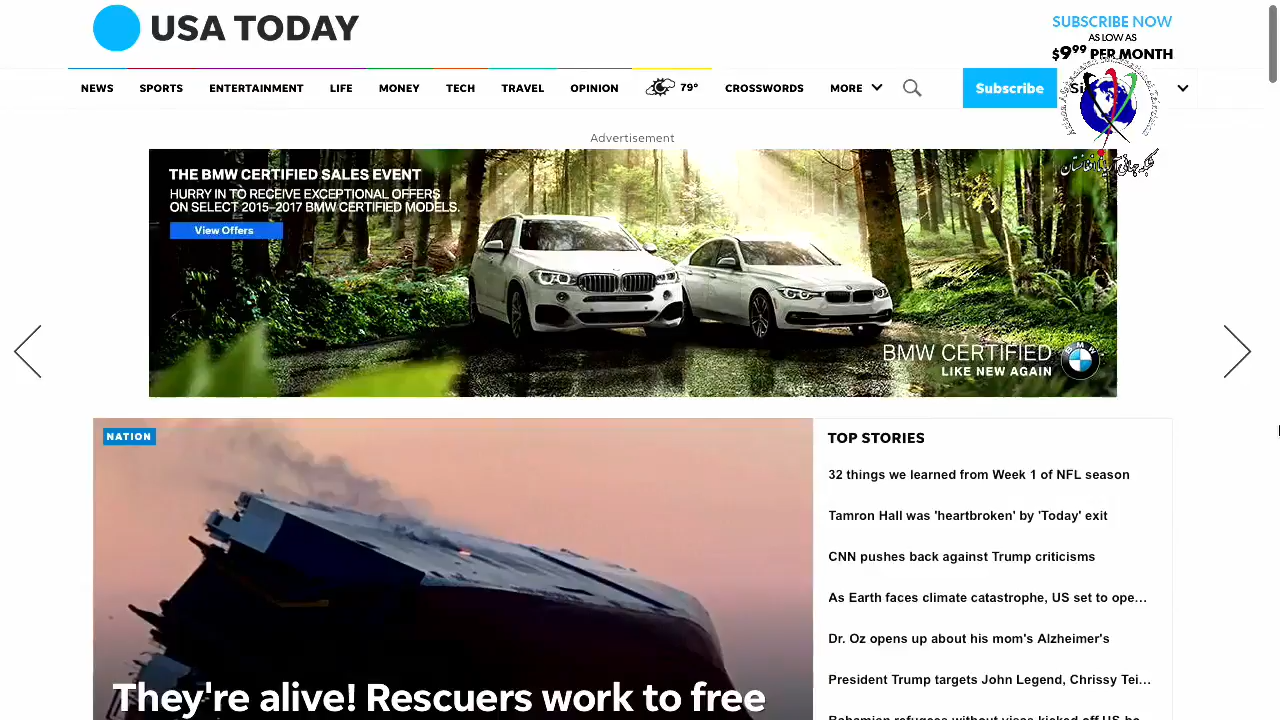 USA TODAY
SUBSCRIBE NOW
AS LOW AS
$9⁹⁹ PER MONTH
NEWS SPORTS ENTERTAINMENT LIFE MONEY TECH TRAVEL OPINION 79° CROSSWORDS MORE Subscribe
Advertisement
THE BMW CERTIFIED SALES EVENT
HURRY IN TO RECEIVE EXCEPTIONAL OFFERS
ON SELECT 2015–2017 BMW CERTIFIED MODELS.
View Offers
BMW CERTIFIED
LIKE NEW AGAIN
BMW
NATION
They're alive! Rescuers work to free
TOP STORIES
32 things we learned from Week 1 of NFL season
Tamron Hall was 'heartbroken' by 'Today' exit
CNN pushes back against Trump criticisms
As Earth faces climate catastrophe, US set to ope...
Dr. Oz opens up about his mom's Alzheimer's
President Trump targets John Legend, Chrissy Tei...